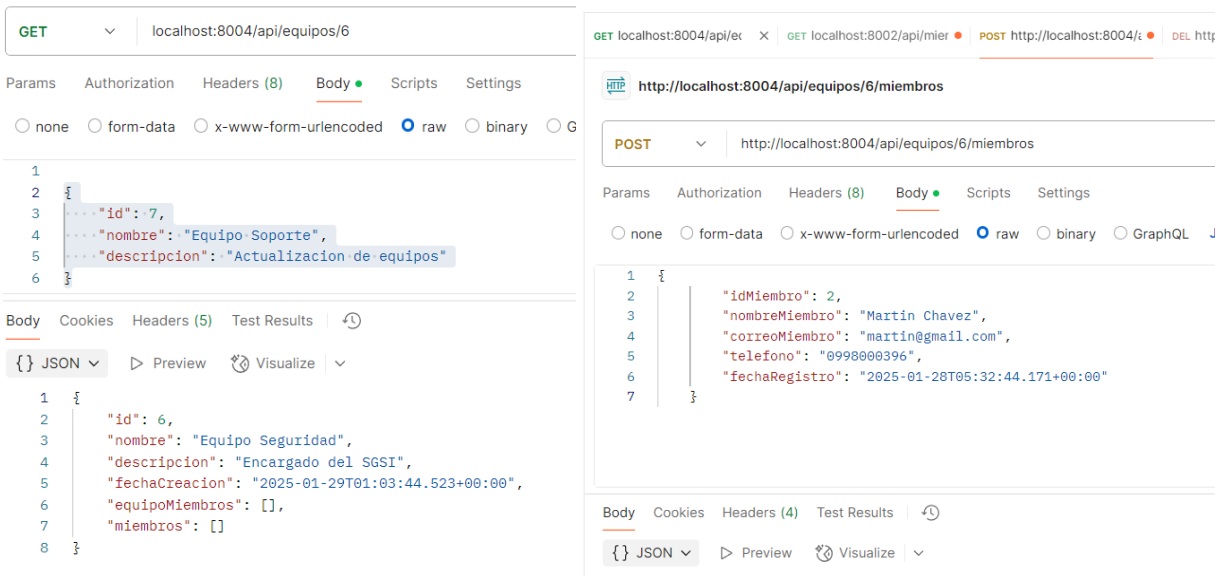 GET localhost:8004/api/equipos/6
Params Authorization Headers (8) Body Scripts Settings
none form-data x-www-form-urlencoded raw binary G
1
2 {
3 "id": 7,
4 "nombre": "Equipo Soporte",
5 "descripcion": "Actualizacion de equipos"
6 }
Body Cookies Headers (5) Test Results
{} JSON Preview Visualize
1 {
2 "id": 6,
3 "nombre": "Equipo Seguridad",
4 "descripcion": "Encargado del SGSI",
5 "fechaCreacion": "2025-01-29T01:03:44.523+00:00",
6 "equipoMiembros": [],
7 "miembros": []
8 }
GET localhost:8004/api/ec GET localhost:8002/api/mier POST http://localhost:8004/ DEL http
HTTP http://localhost:8004/api/equipos/6/miembros
POST http://localhost:8004/api/equipos/6/miembros
Params Authorization Headers (8) Body Scripts Settings
none form-data x-www-form-urlencoded raw binary GraphQL
1 {
2 "idMiembro": 2,
3 "nombreMiembro": "Martin Chavez",
4 "correoMiembro": "martin@gmail.com",
5 "telefono": "0998000396",
6 "fechaRegistro": "2025-01-28T05:32:44.171+00:00"
7 }
Body Cookies Headers (4) Test Results
{} JSON Preview Visualize